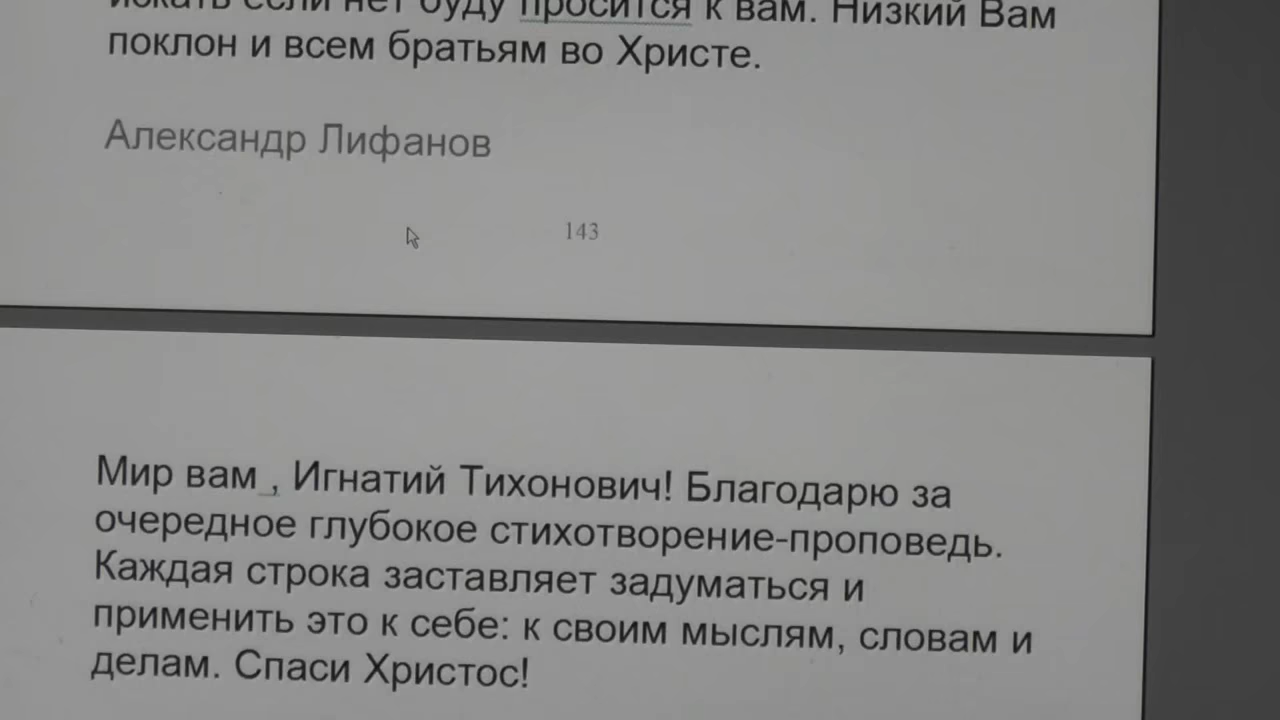 искать если нет буду просится к вам. Низкий Вам
поклон и всем братьям во Христе.
Александр Лифанов
143
Мир вам , Игнатий Тихонович! Благодарю за
очередное глубокое стихотворение-проповедь.
Каждая строка заставляет задуматься и
применить это к себе: к своим мыслям, словам и
делам. Спаси Христос!